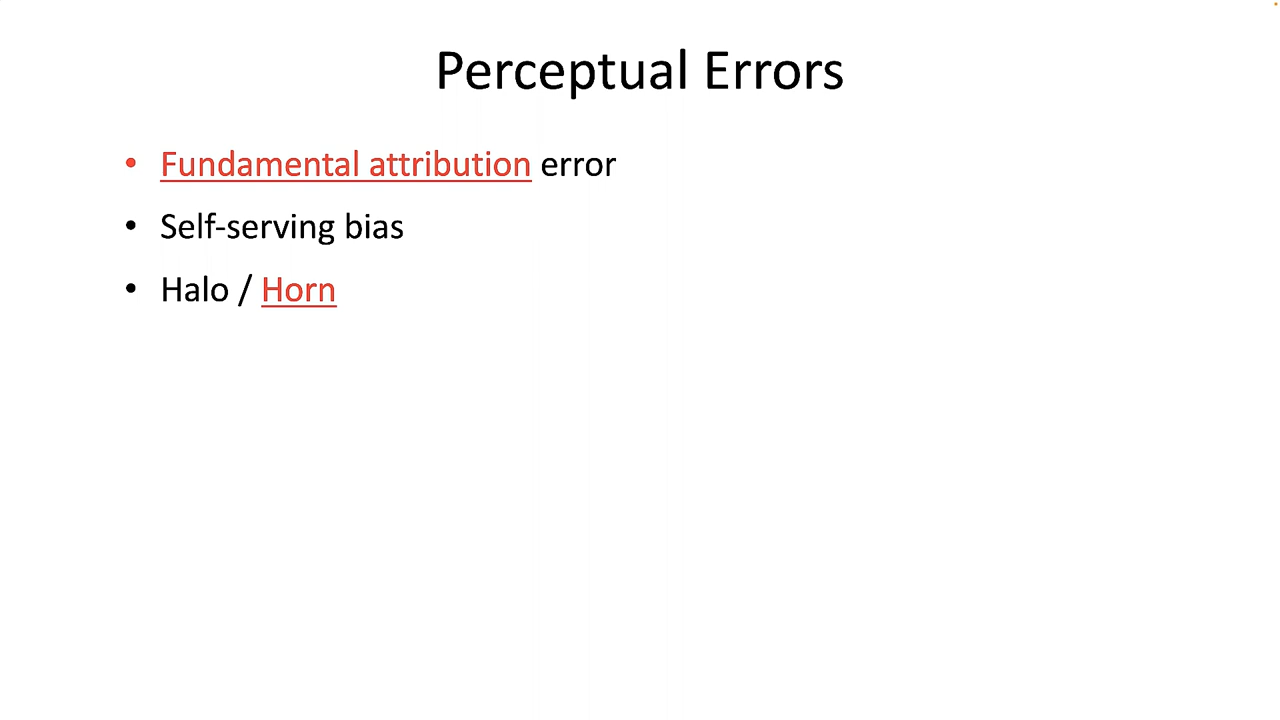 Perceptual Errors
• Fundamental attribution error
• Self-serving bias
• Halo / Horn